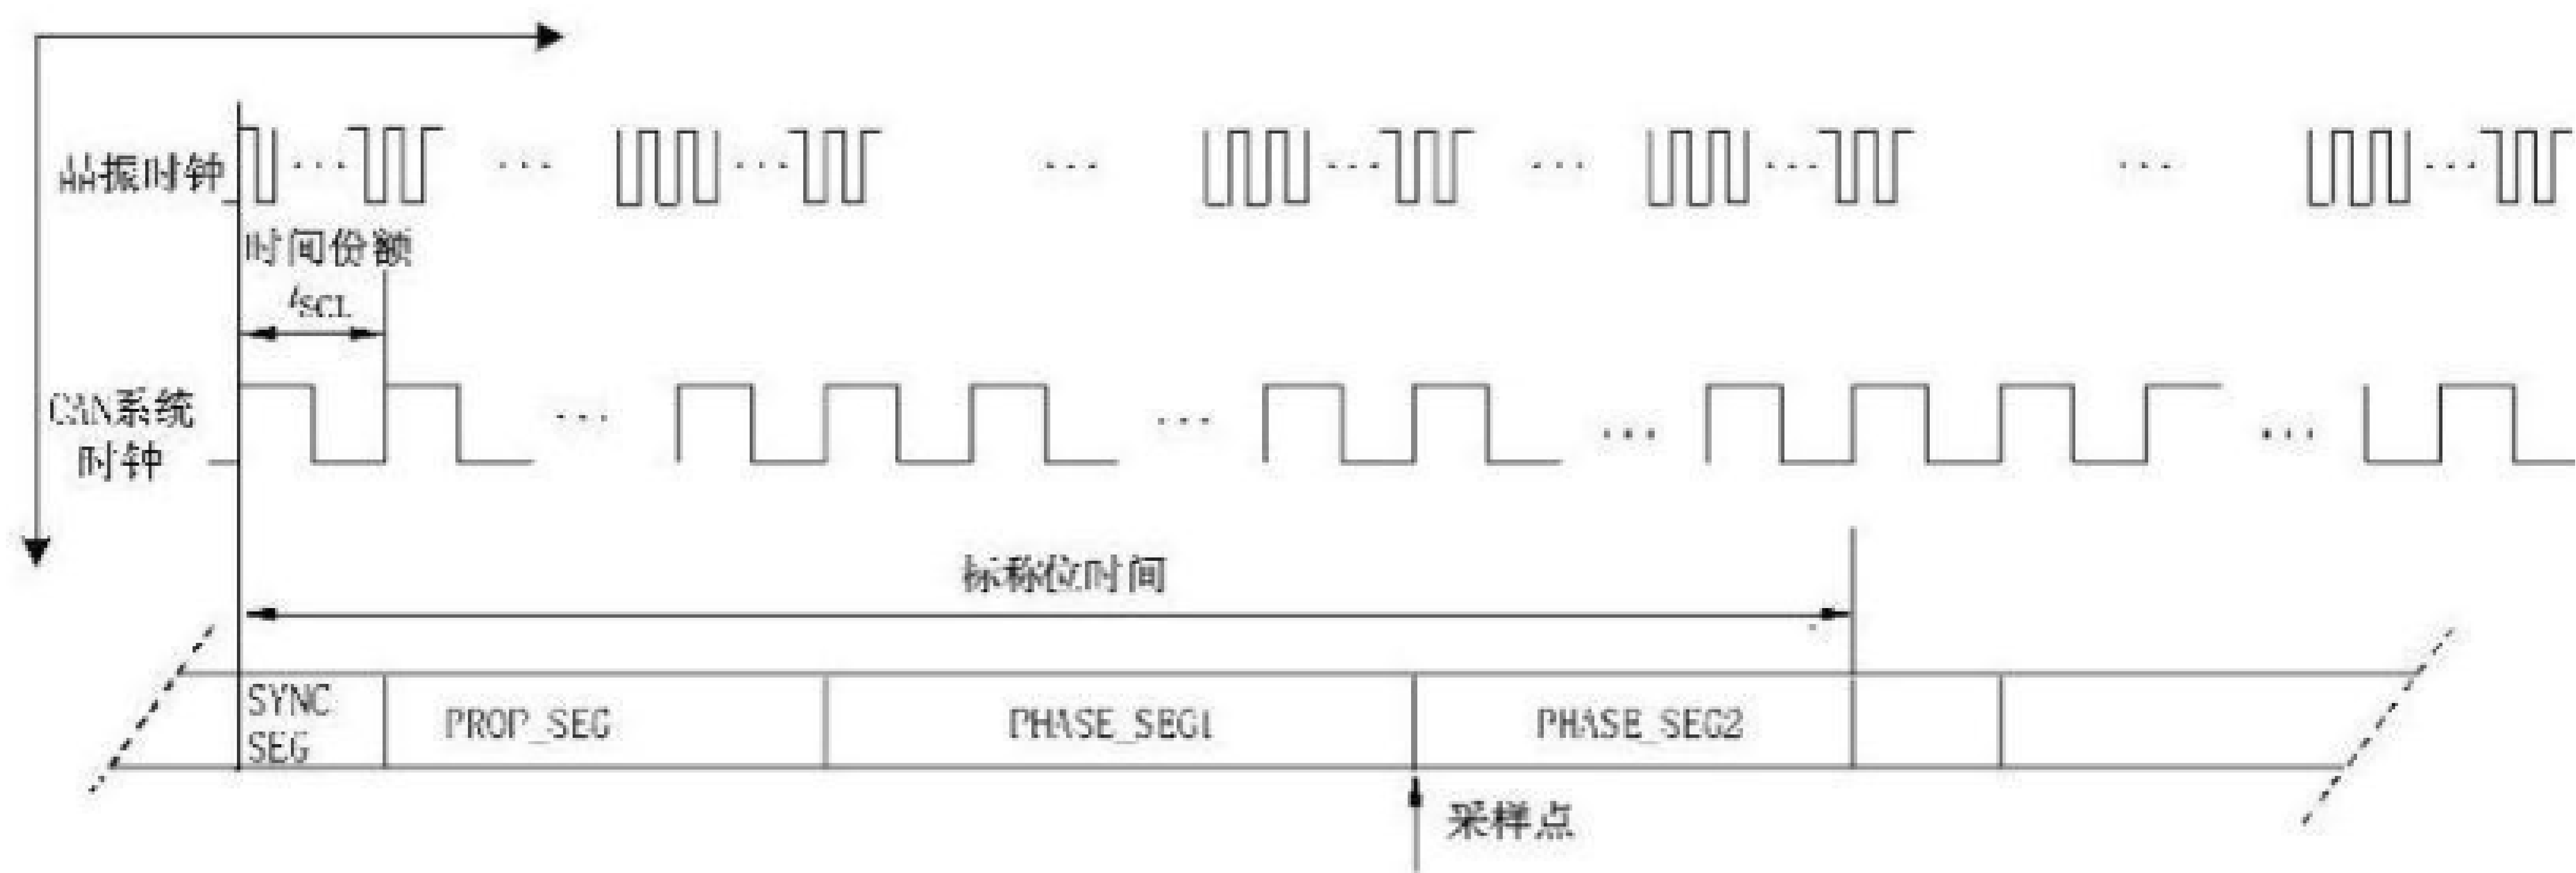 晶振时钟
时间份额
tSCL
CAN系统
时钟
标称位时间
SYNC
SEG
PROP_SEG
PHASE_SEG1
PHASE_SEG2
采样点